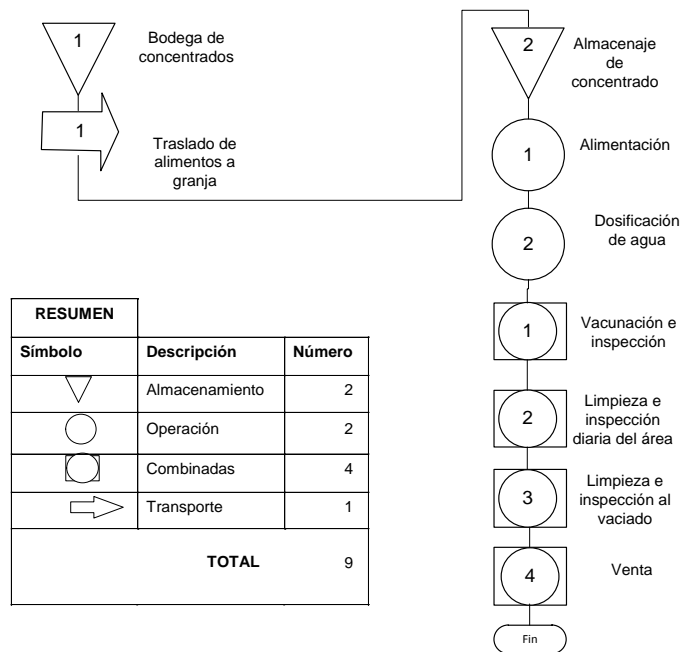 1
Bodega de
concentrados
1
Traslado de
alimentos a
granja
2
Almacenaje
de
concentrado
1
Alimentación
2
Dosificación
de agua
1
Vacunación e
inspección
2
Limpieza e
inspección
diaria del área
3
Limpieza e
inspección al
vaciado
4
Venta
Fin
RESUMEN
Símbolo Descripción Número
Almacenamiento 2
Operación 2
Combinadas 4
Transporte 1
TOTAL 9